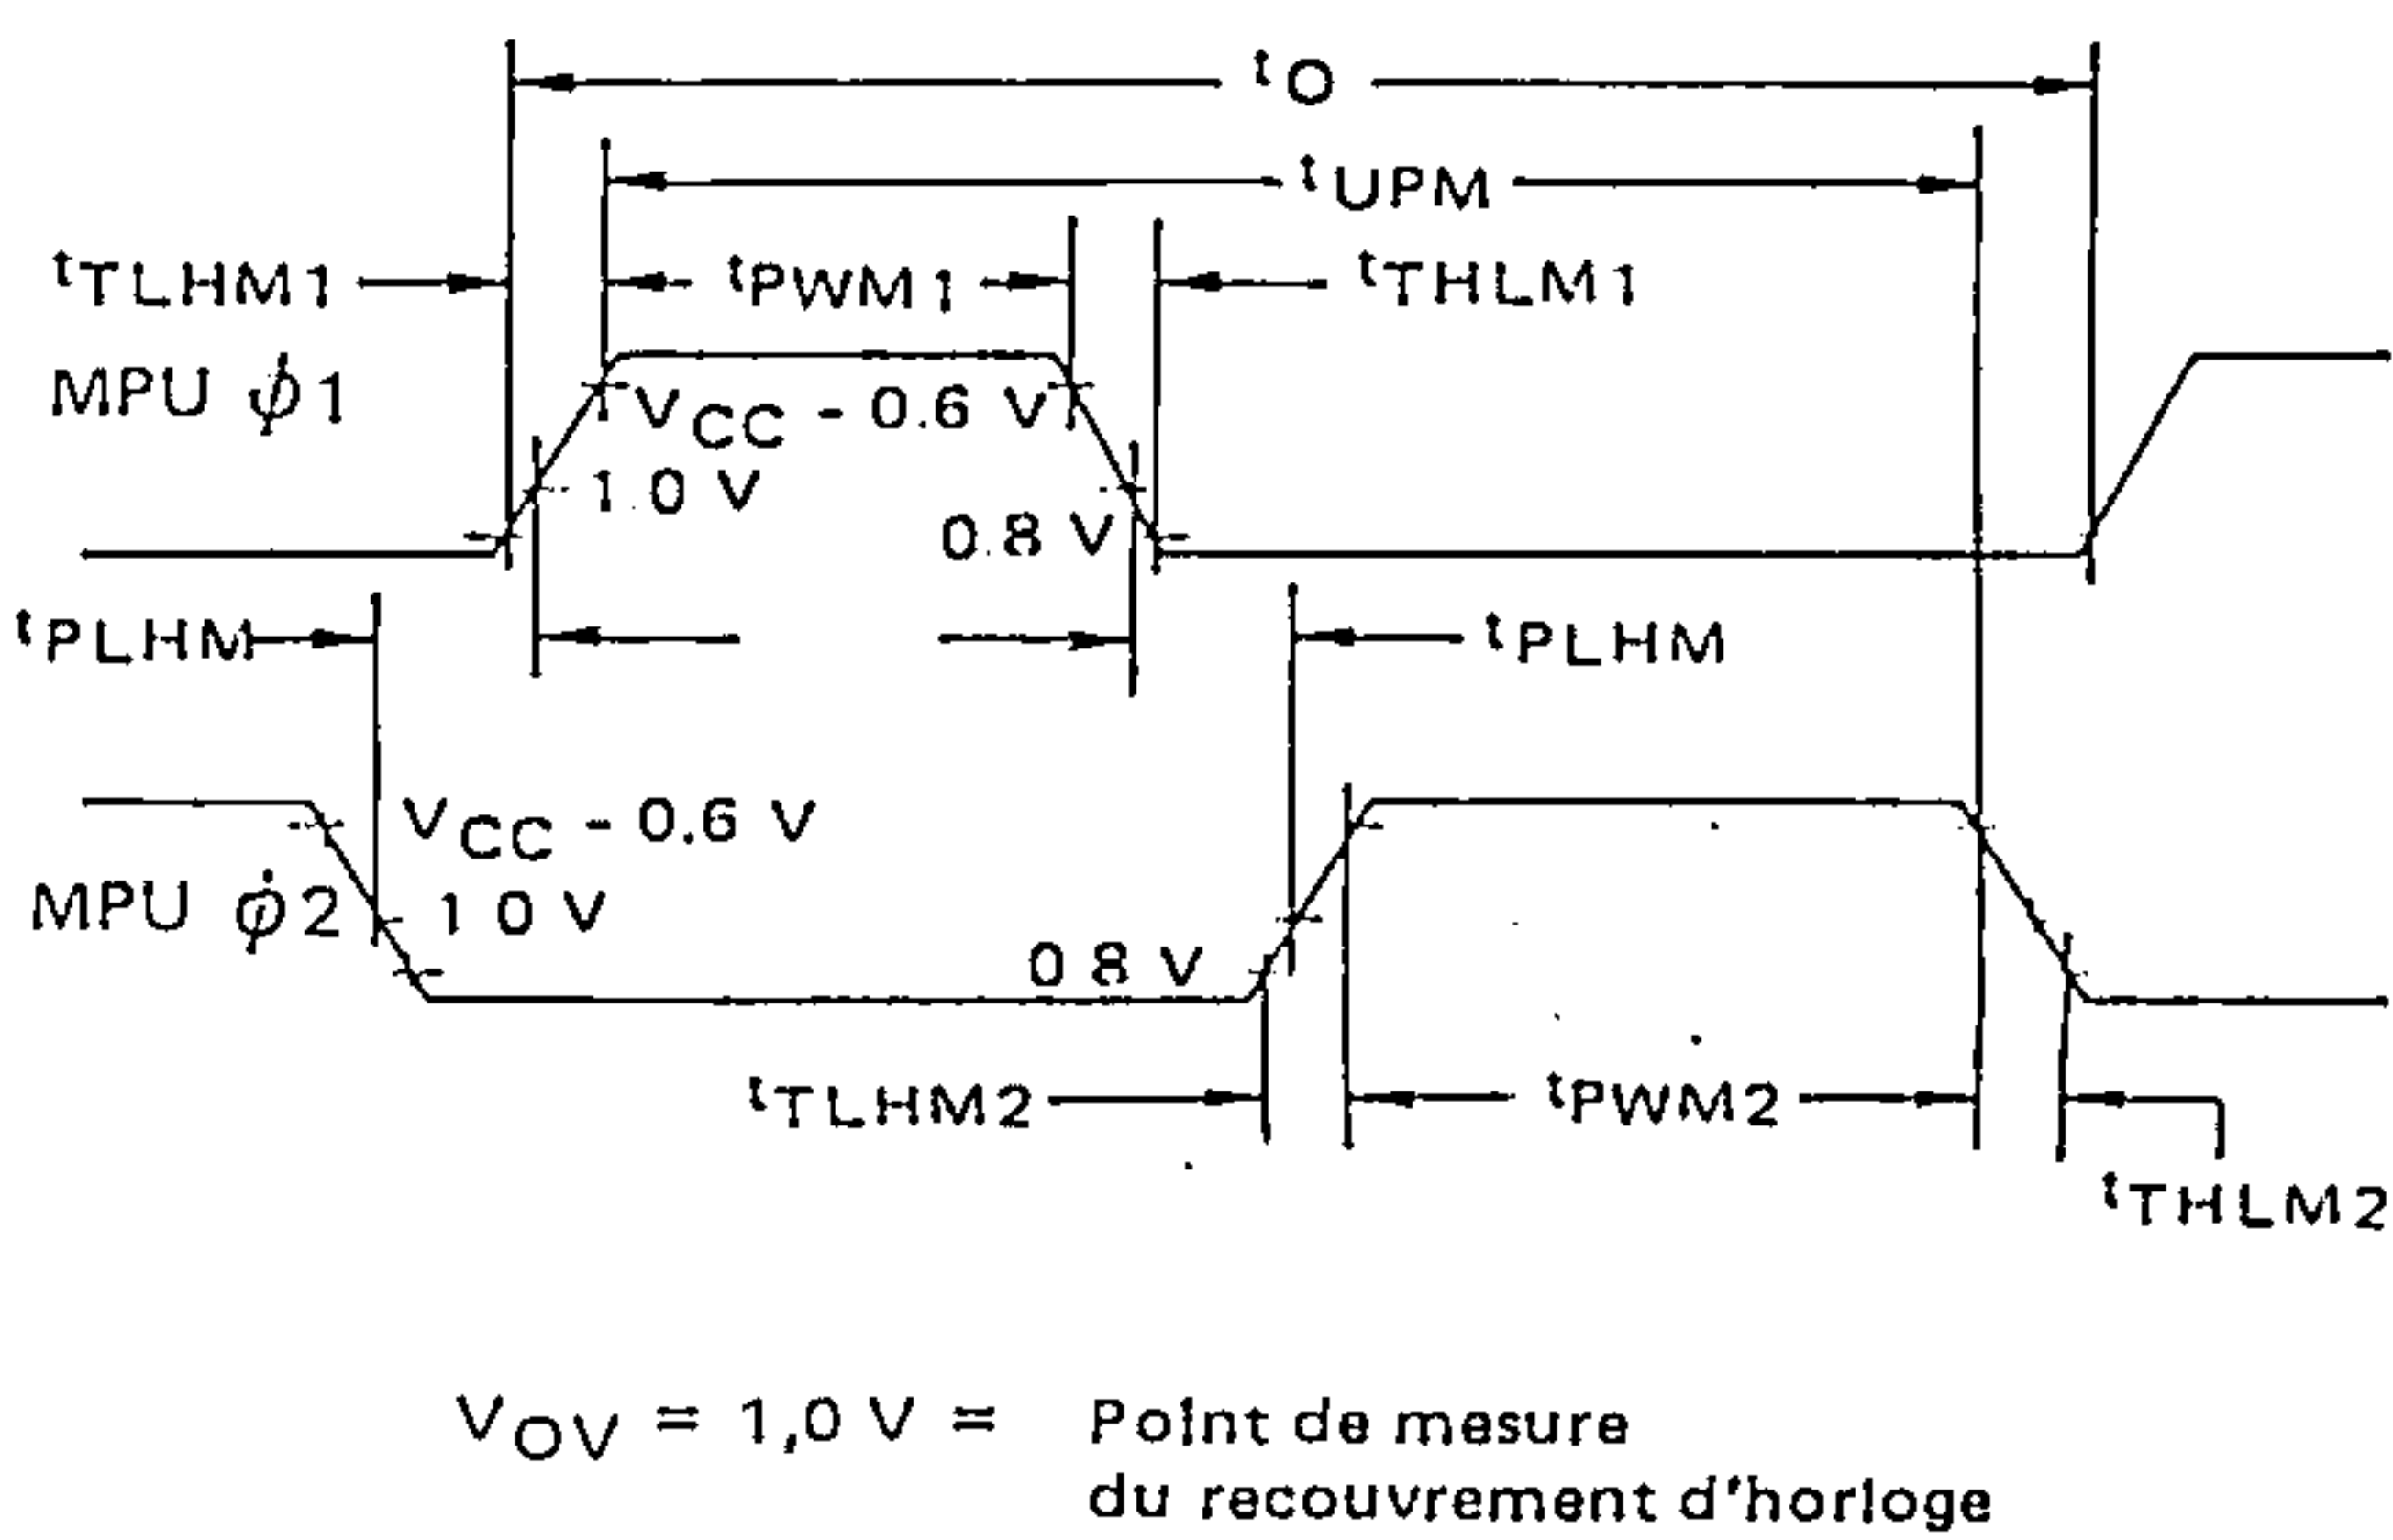 tO
tUPM
tTLHM1 tPWM1 tTHLM1
MPU ϕ1
VCC - 0.6 V
1.0 V
0.8 V
tPLHM tPLHM
VCC - 0.6 V
MPU ϕ2 1 0 V
0 8 V
tTLHM2 tPWM2
tTHLM2
VOV = 1,0 V = Point de mesure
du recouvrement d'horloge